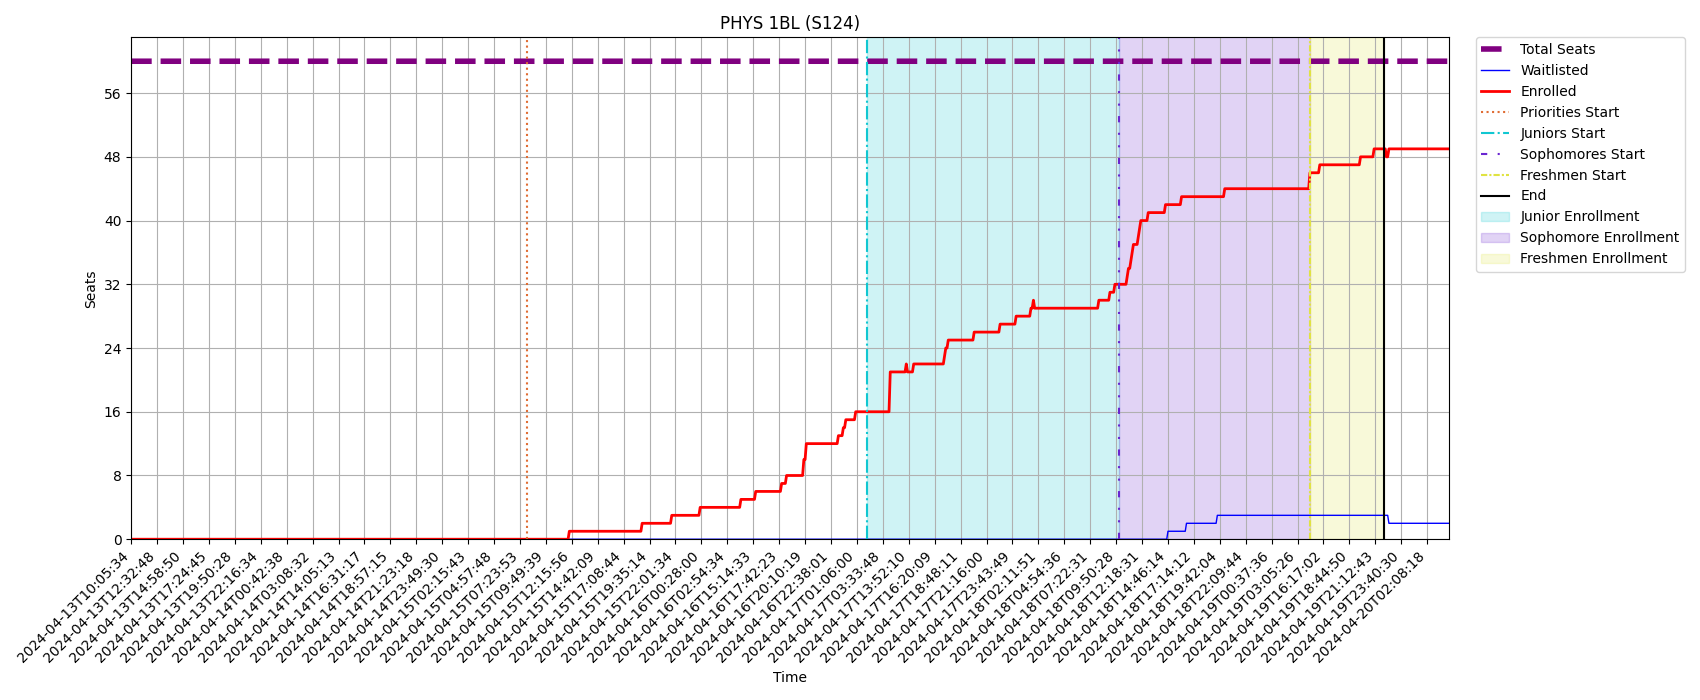 PHYS 1BL (S124)
Total Seats
Waitlisted
Enrolled
Priorities Start
Juniors Start
Sophomores Start
Freshmen Start
End
Junior Enrollment
Sophomore Enrollment
Freshmen Enrollment
Seats
56
48
40
32
24
16
8
0
2024-04-13T10:05:34
2024-04-13T12:32:48
2024-04-13T14:58:50
2024-04-13T17:24:45
2024-04-13T19:50:28
2024-04-13T22:16:34
2024-04-14T00:42:38
2024-04-14T03:08:32
2024-04-14T14:05:13
2024-04-14T16:31:17
2024-04-14T18:57:15
2024-04-14T21:23:18
2024-04-14T23:49:30
2024-04-15T02:15:43
2024-04-15T04:57:48
2024-04-15T07:23:53
2024-04-15T09:49:39
2024-04-15T12:15:56
2024-04-15T14:42:09
2024-04-15T17:08:44
2024-04-15T19:35:14
2024-04-15T22:01:34
2024-04-16T00:28:00
2024-04-16T02:54:34
2024-04-16T15:14:33
2024-04-16T17:42:23
2024-04-16T20:10:19
2024-04-16T22:38:01
2024-04-17T01:06:00
2024-04-17T03:33:48
2024-04-17T13:52:10
2024-04-17T16:20:09
2024-04-17T18:48:11
2024-04-17T21:16:00
2024-04-17T23:43:49
2024-04-18T02:11:51
2024-04-18T04:54:36
2024-04-18T07:22:31
2024-04-18T09:50:28
2024-04-18T12:18:31
2024-04-18T14:46:14
2024-04-18T17:14:12
2024-04-18T19:42:04
2024-04-18T22:09:44
2024-04-19T00:37:36
2024-04-19T03:05:26
2024-04-19T16:17:02
2024-04-19T18:44:50
2024-04-19T21:12:43
2024-04-19T23:40:30
2024-04-20T02:08:18
Time